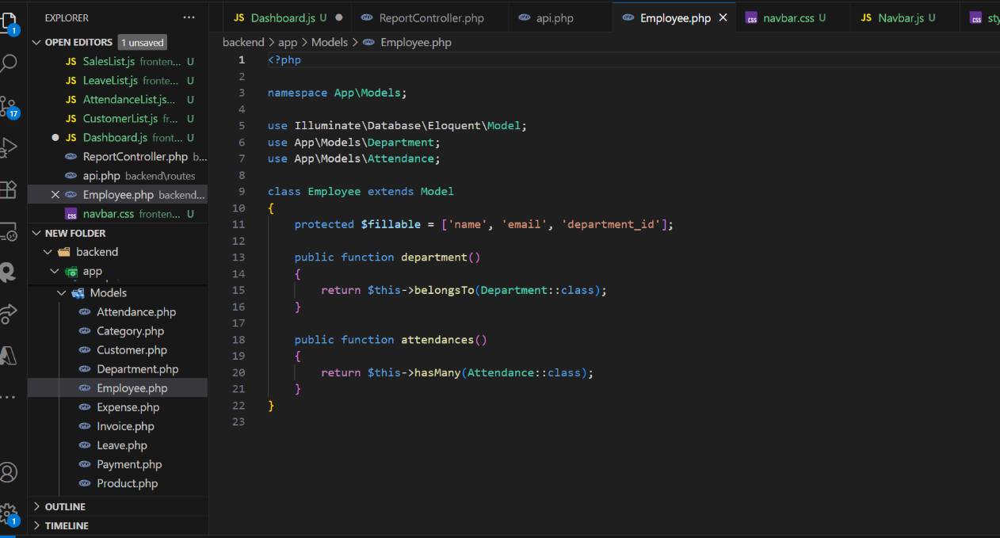 EXPLORER
OPEN EDITORS 1 unsaved
JS SalesList.js fronten... U
JS LeaveList.js fronte... U
JS AttendanceList.js... U
JS CustomerList.js fr... U
JS Dashboard.js front... U
ReportController.php b...
api.php backend\routes
Employee.php backend...
css navbar.css fronten... U
NEW FOLDER
backend
app
Models
Attendance.php
Category.php
Customer.php
Department.php
Employee.php
Expense.php
Invoice.php
Leave.php
Payment.php
Product.php
OUTLINE
TIMELINE
1
17
1
JS Dashboard.js U
ReportController.php
api.php
Employee.php
css navbar.css U
JS Navbar.js U
css sty
backend > app > Models > Employee.php
1 <?php
2
3 namespace App\Models;
4
5 use Illuminate\Database\Eloquent\Model;
6 use App\Models\Department;
7 use App\Models\Attendance;
8
9 class Employee extends Model
10 {
11 protected $fillable = ['name', 'email', 'department_id'];
12
13 public function department()
14 {
15 return $this->belongsTo(Department::class);
16 }
17
18 public function attendances()
19 {
20 return $this->hasMany(Attendance::class);
21 }
22 }
23